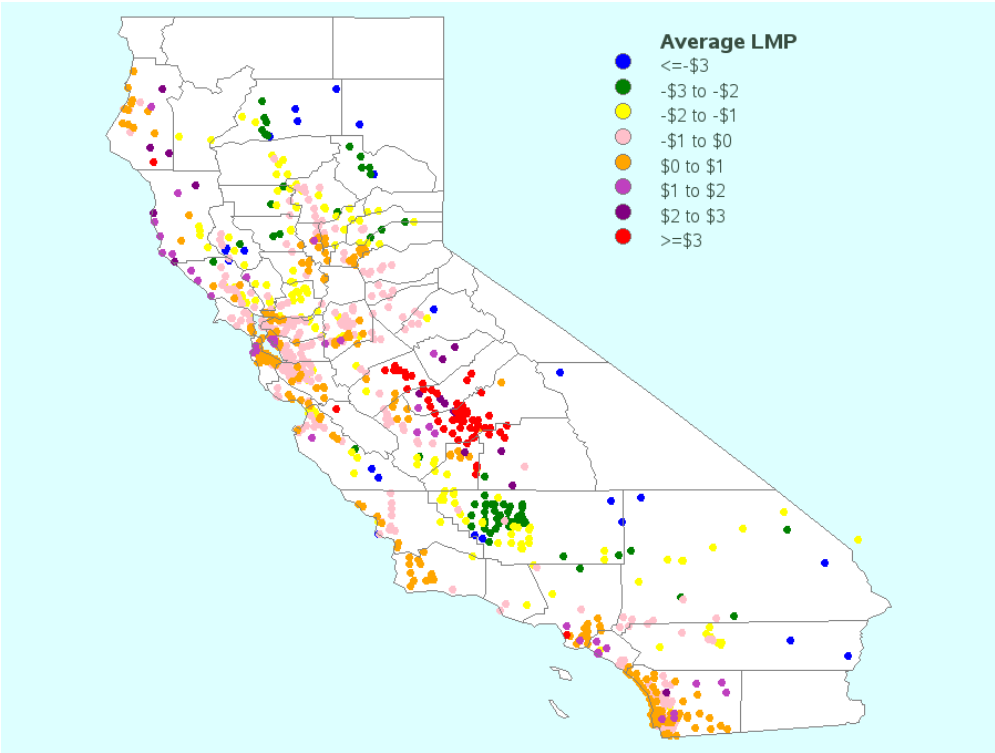 Average LMP
<=-$3
-$3 to -$2
-$2 to -$1
-$1 to $0
$0 to $1
$1 to $2
$2 to $3
>=$3